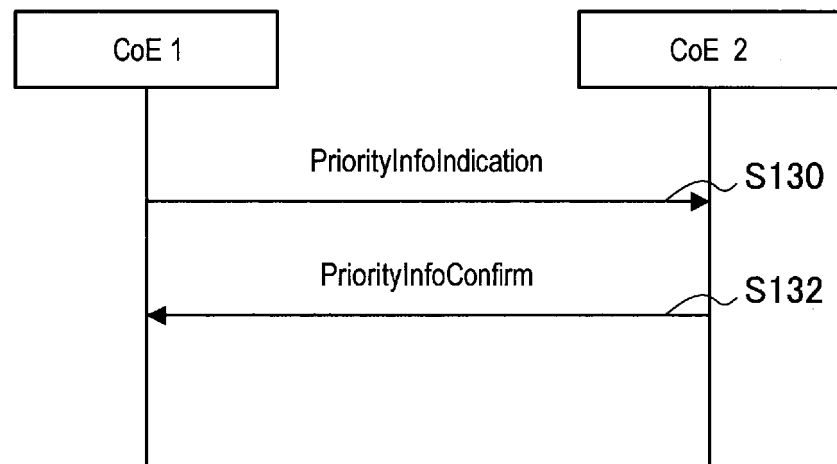 CoE 1
CoE 2
PriorityInfoIndication
S130
PriorityInfoConfirm
S132